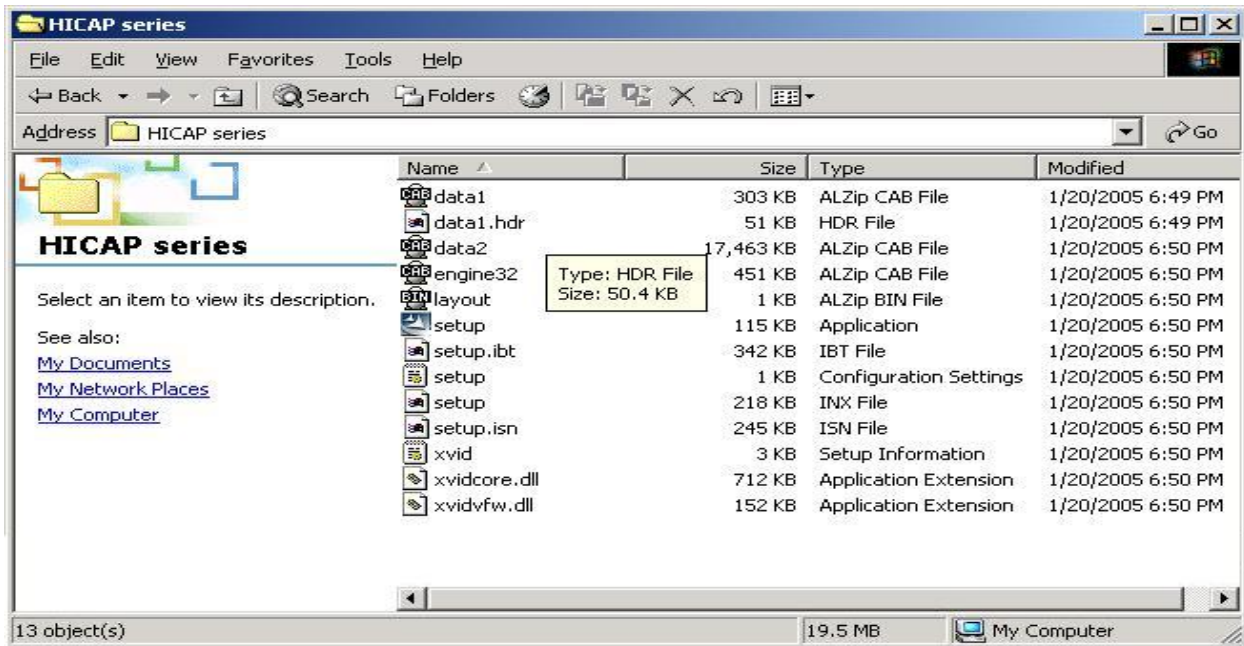 HICAP series
File Edit View Favorites Tools Help
Back Search Folders
Address HICAP series Go
HICAP series
Select an item to view its description.
See also:
My Documents
My Network Places
My Computer
Name Size Type Modified
CAB data1 303 KB ALZip CAB File 1/20/2005 6:49 PM
data1.hdr 51 KB HDR File 1/20/2005 6:49 PM
CAB data2 17,463 KB ALZip CAB File 1/20/2005 6:50 PM
CAB engine32 451 KB ALZip CAB File 1/20/2005 6:50 PM
BIN layout 1 KB ALZip BIN File 1/20/2005 6:50 PM
setup 115 KB Application 1/20/2005 6:50 PM
setup.ibt 342 KB IBT File 1/20/2005 6:50 PM
setup 1 KB Configuration Settings 1/20/2005 6:50 PM
setup 218 KB INX File 1/20/2005 6:50 PM
setup.isn 245 KB ISN File 1/20/2005 6:50 PM
xvid 3 KB Setup Information 1/20/2005 6:50 PM
xvidcore.dll 712 KB Application Extension 1/20/2005 6:50 PM
xvidvfw.dll 152 KB Application Extension 1/20/2005 6:50 PM
Type: HDR File
Size: 50.4 KB
13 object(s) 19.5 MB My Computer